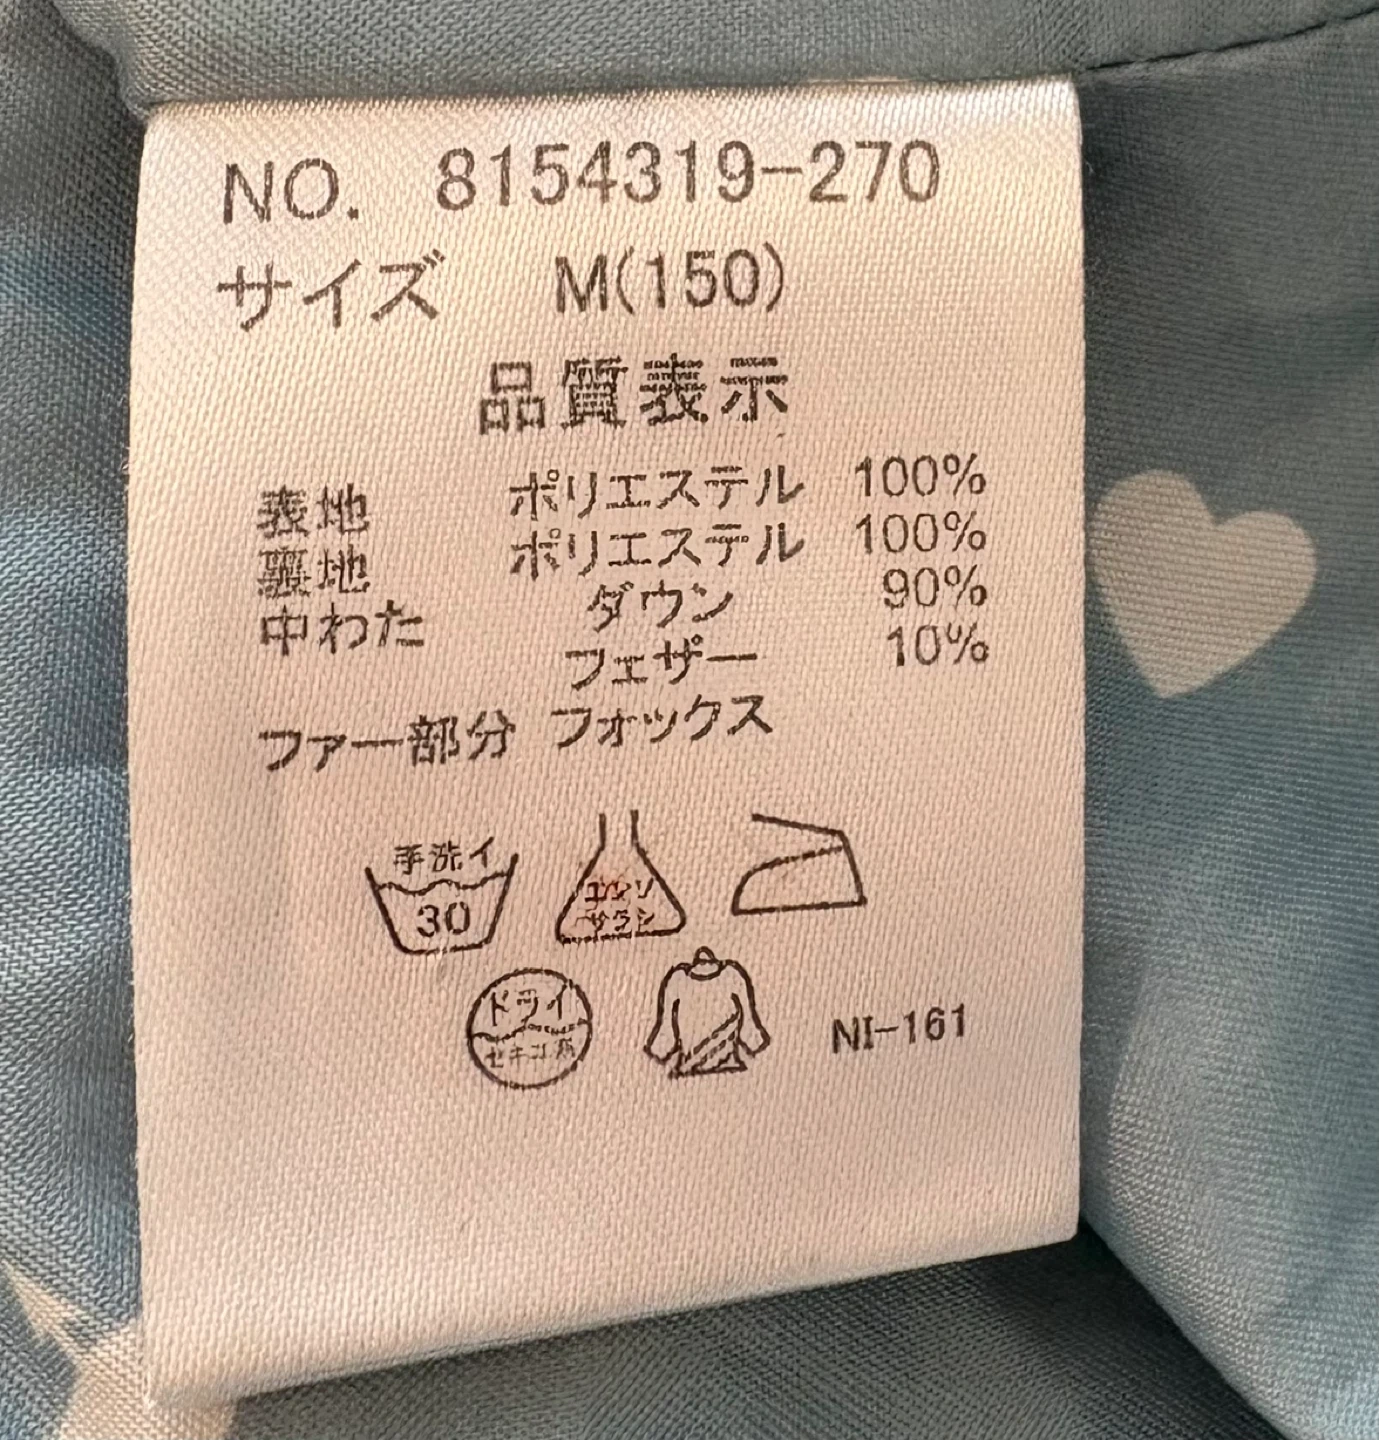 NO. 8154319-270
サイズ M(150)
品質表示
表地 ポリエステル 100%
裏地 ポリエステル 100%
中わた ダウン 90%
フェザー 10%
ファー部分 フォックス
手洗イ
30
エンソ
サラシ
ドライ
セキユ系
NI-161